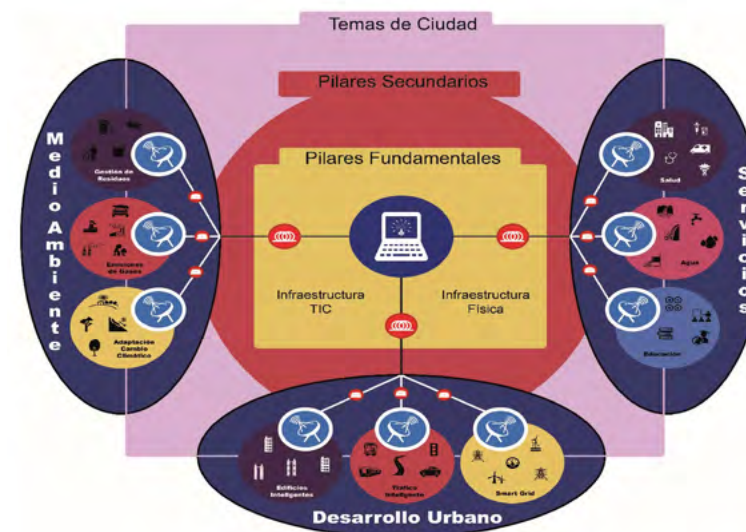 Temas de Ciudad
Pilares Secundarios
Pilares Fundamentales
Infraestructura
TIC
Infraestructura
Física
Medio Ambiente
Gestión de
Residuos
Emisiones
de Gases
Adaptación
Cambio
Climático
Servicios
Salud
Agua
Educación
Edificios
Inteligentes
Tráfico
Inteligente
Smart Grid
Desarrollo Urbano